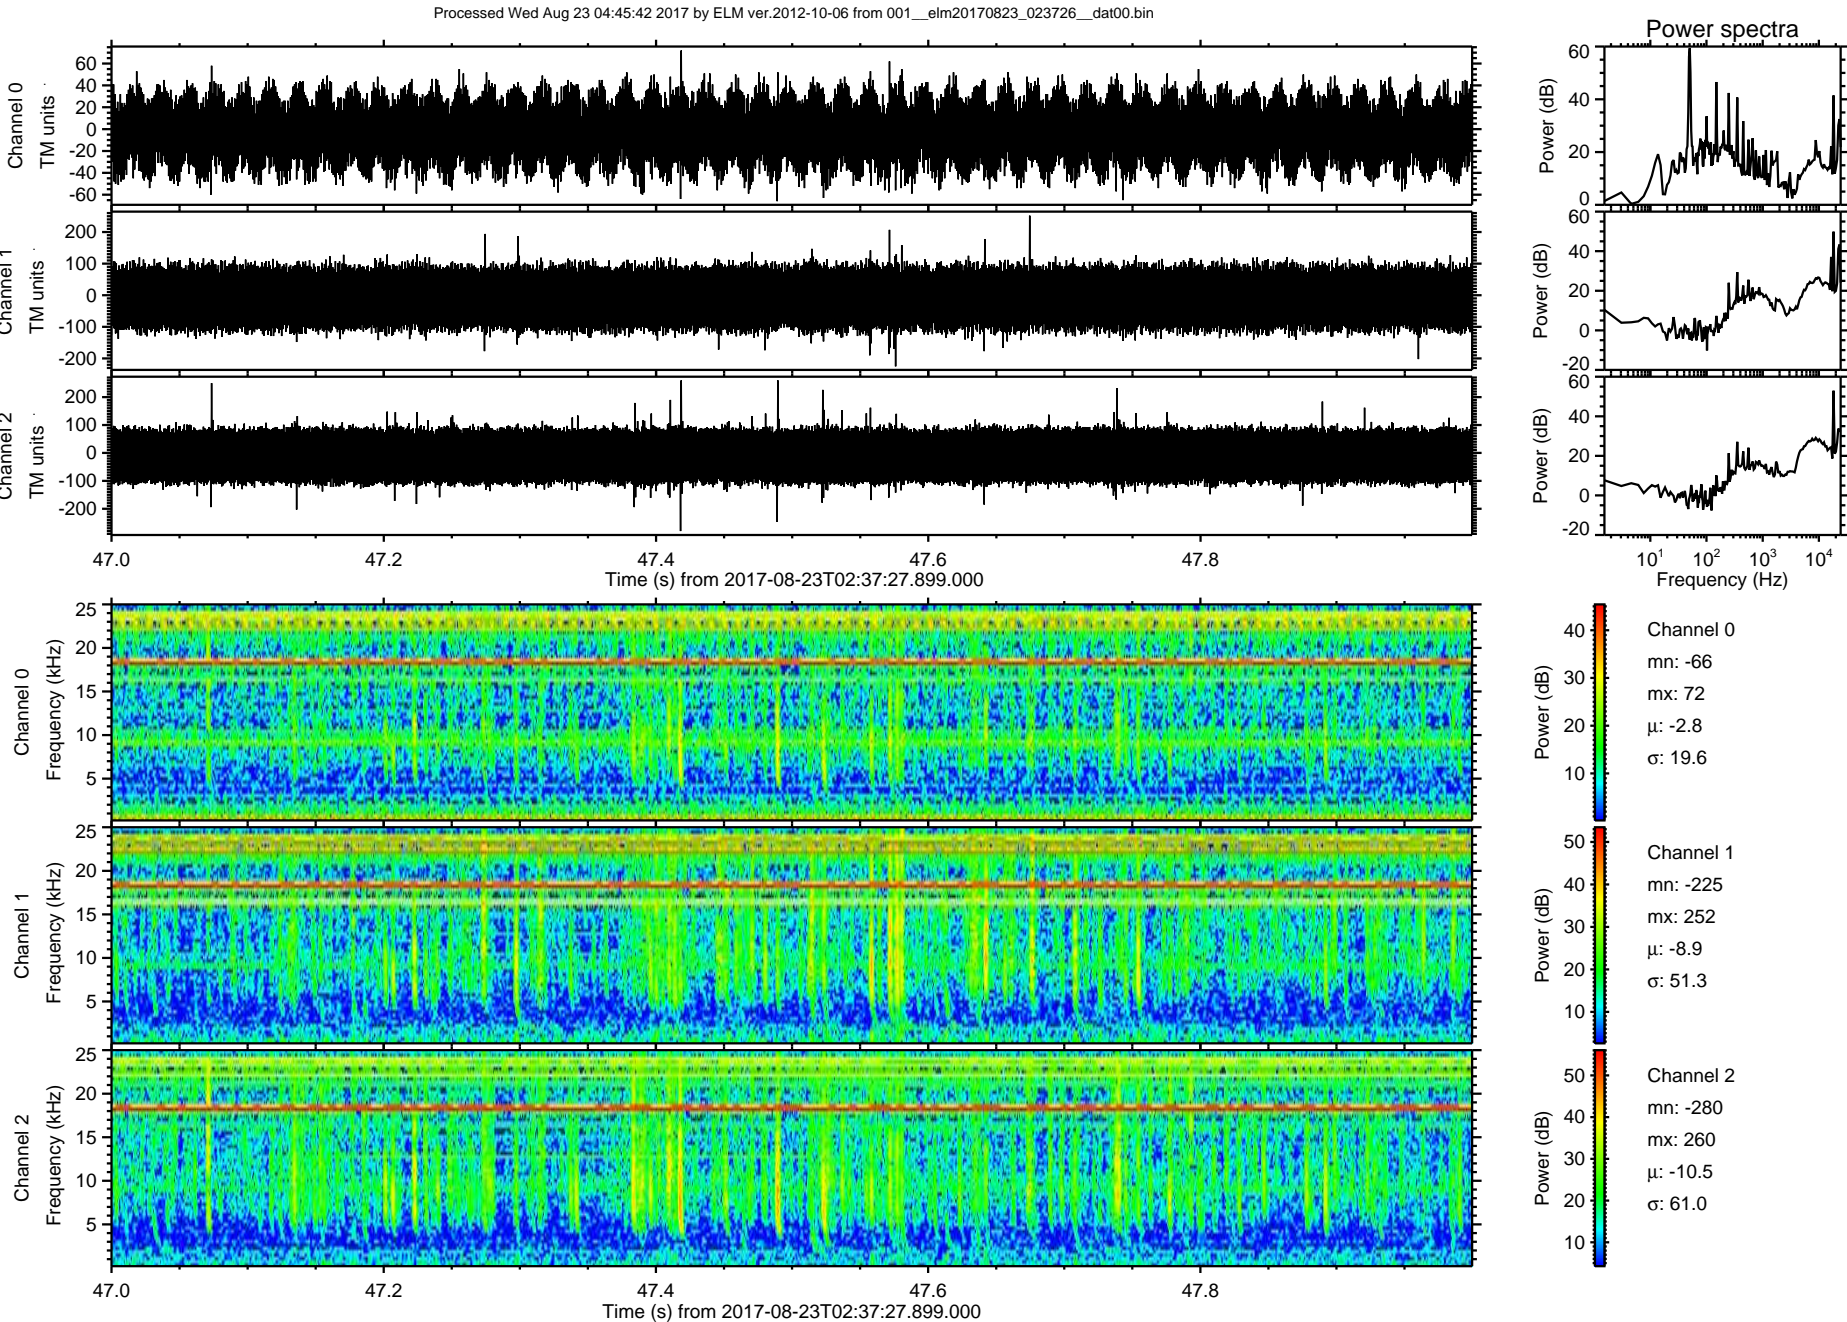 Processed Wed Aug 23 04:45:42 2017 by ELM ver.2012-10-06 from 001__elm20170823_023726__dat00.bin
Power spectra
Channel 0
TM units
60
40
20
0
-20
-40
-60
Power (dB)
60
40
20
0
Channel 1
TM units
200
100
0
-100
-200
Power (dB)
60
40
20
0
-20
Channel 2
TM units
200
100
0
-100
-200
Power (dB)
60
40
20
0
-20
47.0 47.2 47.4 47.6 47.8
Time (s) from 2017-08-23T02:37:27.899.000
10¹ 10² 10³ 10⁴
Frequency (Hz)
Channel 0
Frequency (kHz)
25
20
15
10
5
Power (dB)
40
30
20
10
Channel 0
mn: -66
mx: 72
μ: -2.8
σ: 19.6
Channel 1
Frequency (kHz)
25
20
15
10
5
Power (dB)
50
40
30
20
10
Channel 1
mn: -225
mx: 252
μ: -8.9
σ: 51.3
Channel 2
Frequency (kHz)
25
20
15
10
5
Power (dB)
50
40
30
20
10
Channel 2
mn: -280
mx: 260
μ: -10.5
σ: 61.0
47.0 47.2 47.4 47.6 47.8
Time (s) from 2017-08-23T02:37:27.899.000